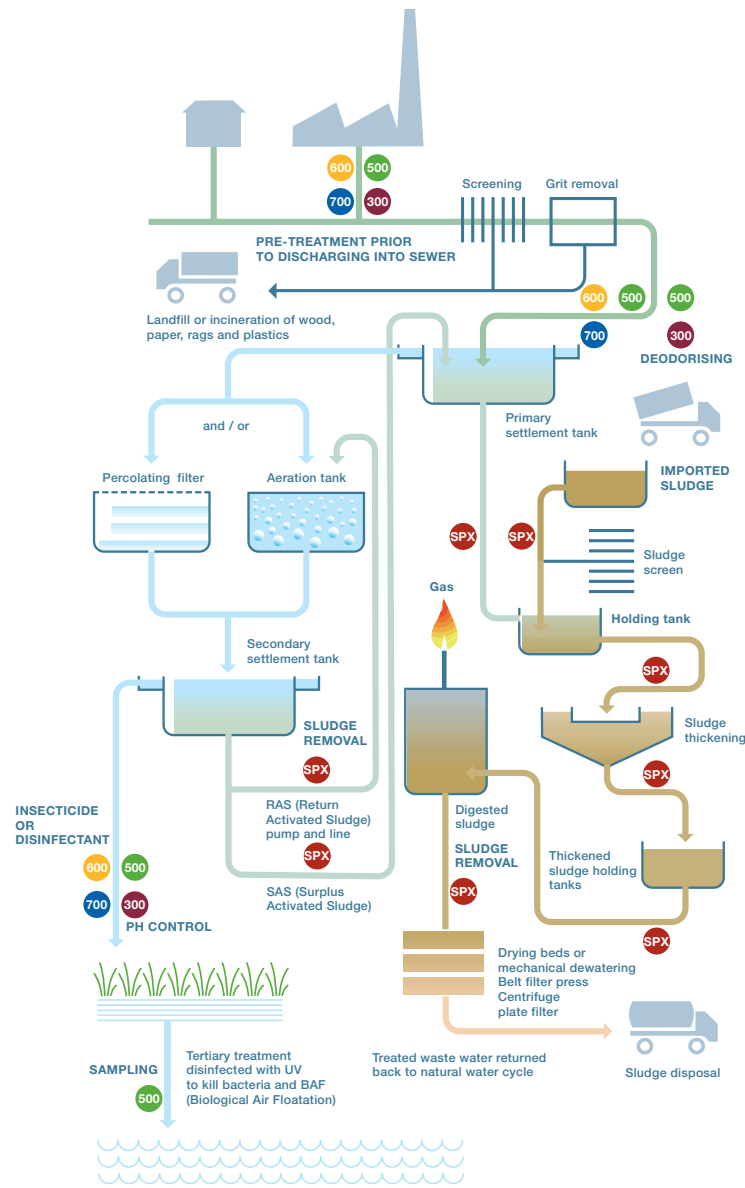 600
500
700
300
Screening
Grit removal
PRE-TREATMENT PRIOR
TO DISCHARGING INTO SEWER
Landfill or incineration of wood,
paper, rags and plastics
600
500
500
700
300
DEODORISING
Primary
settlement tank
and / or
Percolating filter
Aeration tank
IMPORTED
SLUDGE
SPX
SPX
Sludge
screen
Gas
Holding tank
Secondary
settlement tank
SPX
SLUDGE
REMOVAL
SPX
Sludge
thickening
SPX
RAS (Return
Activated Sludge)
pump and line
SPX
SAS (Surplus
Activated Sludge)
INSECTICIDE
OR
DISINFECTANT
600
500
700
300
PH CONTROL
Digested
sludge
SLUDGE
REMOVAL
SPX
Thickened
sludge holding
tanks
SPX
Drying beds or
mechanical dewatering
Belt filter press
Centrifuge
plate filter
Tertiary treatment
disinfected with UV
to kill bacteria and BAF
(Biological Air Floatation)
SAMPLING
500
Treated waste water returned
back to natural water cycle
Sludge disposal